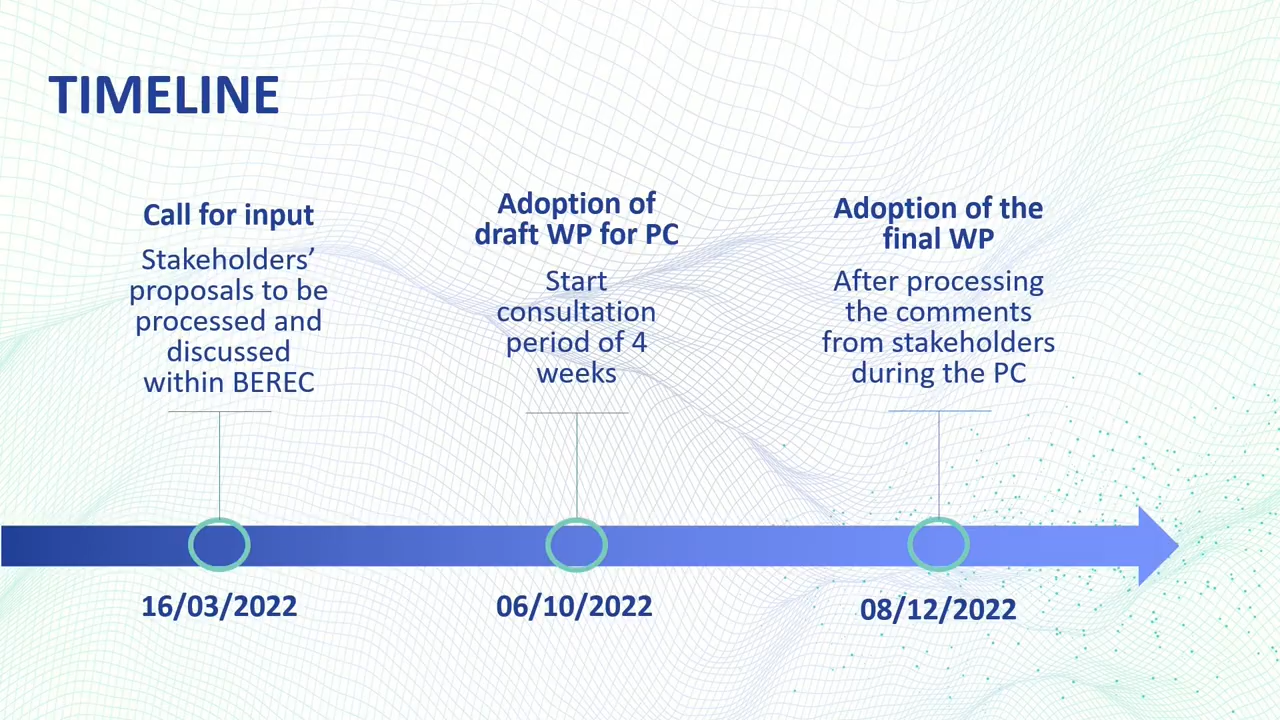 TIMELINE
Call for input
Stakeholders’
proposals to be
processed and
discussed
within BEREC
Adoption of
draft WP for PC
Start
consultation
period of 4
weeks
Adoption of the
final WP
After processing
the comments
from stakeholders
during the PC
16/03/2022
06/10/2022
08/12/2022